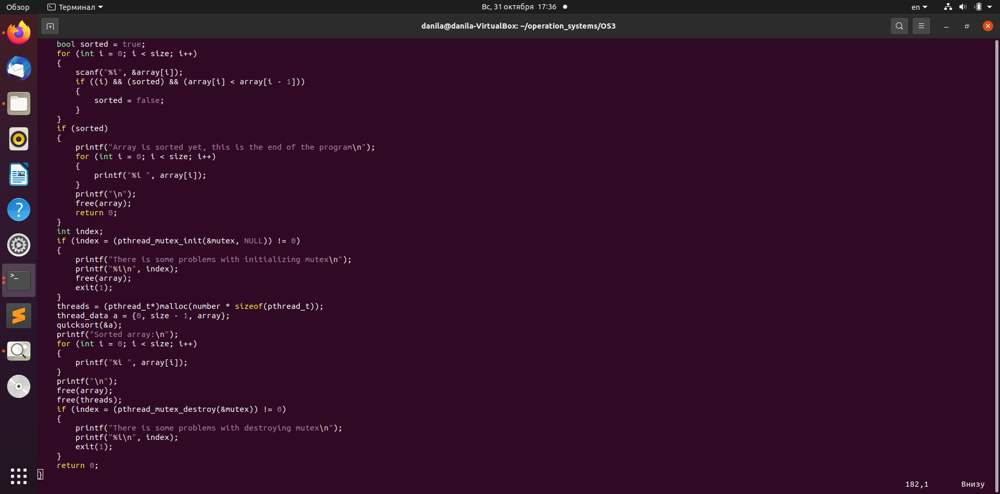 Обзор
Терминал
Вс, 31 октября 17:36
en
danila@danila-VirtualBox: ~/operation_systems/OS3
    bool sorted = true;
    for (int i = 0; i < size; i++)
    {
        scanf("%i", &array[i]);
        if ((i) && (sorted) && (array[i] < array[i - 1]))
        {
            sorted = false;
        }
    }
    if (sorted)
    {
        printf("Array is sorted yet, this is the end of the program\n");
        for (int i = 0; i < size; i++)
        {
            printf("%i ", array[i]);
        }
        printf("\n");
        free(array);
        return 0;
    }
    int index;
    if (index = (pthread_mutex_init(&mutex, NULL)) != 0)
    {
        printf("There is some problems with initializing mutex\n");
        printf("%i\n", index);
        free(array);
        exit(1);
    }
    threads = (pthread_t*)malloc(number * sizeof(pthread_t));
    thread_data a = {0, size - 1, array};
    quicksort(&a);
    printf("Sorted array:\n");
    for (int i = 0; i < size; i++)
    {
        printf("%i ", array[i]);
    }
    printf("\n");
    free(array);
    free(threads);
    if (index = (pthread_mutex_destroy(&mutex)) != 0)
    {
        printf("There is some problems with destroying mutex\n");
        printf("%i\n", index);
        exit(1);
    }
    return 0;
}
182,1 Внизу